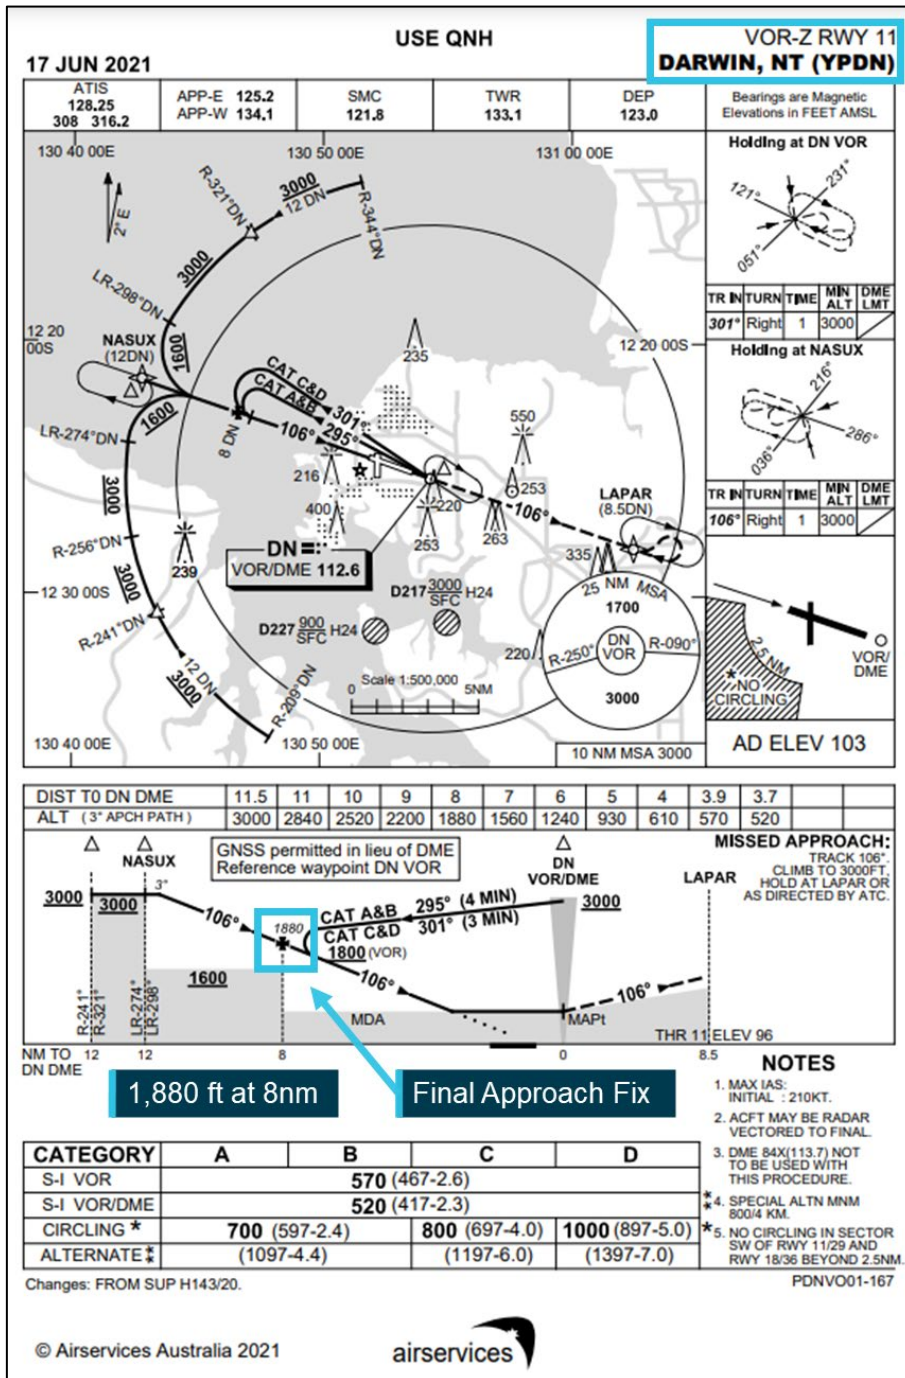 USE QNH
VOR-Z RWY 11
DARWIN, NT (YPDN)
17 JUN 2021
ATIS
128.25
308 316.2
APP-E 125.2
APP-W 134.1
SMC
121.8
TWR
133.1
DEP
123.0
Bearings are Magnetic
Elevations in FEET AMSL
130 40 00E
130 50 00E
131 00 00E
2° E
R-321°DN
3000
12 DN
R-344°DN
3000
LR-298°DN
12 20
00S
NASUX
(12DN)
1600
1600
LR-274°DN
8 DN
CAT C&D
CAT A&B
301°
295°
106°
235
12 20 00S
550
216
400
220
253
253
263
106°
LAPAR
(8.5DN)
335
3000
R-256°DN
239
DN
VOR/DME 112.6
12 30 00S
3000
R-241°DN
D217 3000 H24
SFC
D227 900 H24
SFC
12 DN
3000
R-209°DN
220
25 NM MSA
1700
DN
VOR
R-250°
R-090°
3000
Scale 1:500,000
0 5NM
130 40 00E
130 50 00E
10 NM MSA 3000
Holding at DN VOR
121°
231°
051°
TR IN TURN TIME MIN ALT DME LMT
301° Right 1 3000
Holding at NASUX
216°
286°
036°
TR IN TURN TIME MIN ALT DME LMT
106° Right 1 3000
2.5 NM
*NO
CIRCLING
VOR/
DME
AD ELEV 103
DIST TO DN DME 11.5 11 10 9 8 7 6 5 4 3.9 3.7
ALT (3° APCH PATH) 3000 2840 2520 2200 1880 1560 1240 930 610 570 520
NASUX
GNSS permitted in lieu of DME
Reference waypoint DN VOR
DN
VOR/DME
LAPAR
MISSED APPROACH:
TRACK 106°.
CLIMB TO 3000FT.
HOLD AT LAPAR OR
AS DIRECTED BY ATC.
3000
3000
3°
106°
1880
CAT A&B 295° (4 MIN)
CAT C&D 301° (3 MIN)
1800 (VOR)
3000
1600
106°
106°
R-241°
R-321°
LR-274°
LR-298°
MDA
MAPt
THR 11 ELEV 96
NM TO
DN DME
12 12 8 0 8.5
1,880 ft at 8nm
Final Approach Fix
NOTES
1. MAX IAS:
INITIAL : 210KT.
2. ACFT MAY BE RADAR
VECTORED TO FINAL.
3. DME 84X(113.7) NOT
TO BE USED WITH
THIS PROCEDURE.
*
* 4. SPECIAL ALTN MNM
800/4 KM.
* 5. NO CIRCLING IN SECTOR
SW OF RWY 11/29 AND
RWY 18/36 BEYOND 2.5NM.
CATEGORY A B C D
S-I VOR 570 (467-2.6)
S-I VOR/DME 520 (417-2.3)
CIRCLING * 700 (597-2.4) 800 (697-4.0) 1000 (897-5.0)
ALTERNATE ** (1097-4.4) (1197-6.0) (1397-7.0)
Changes: FROM SUP H143/20.
PDNVO01-167
© Airservices Australia 2021
airservices